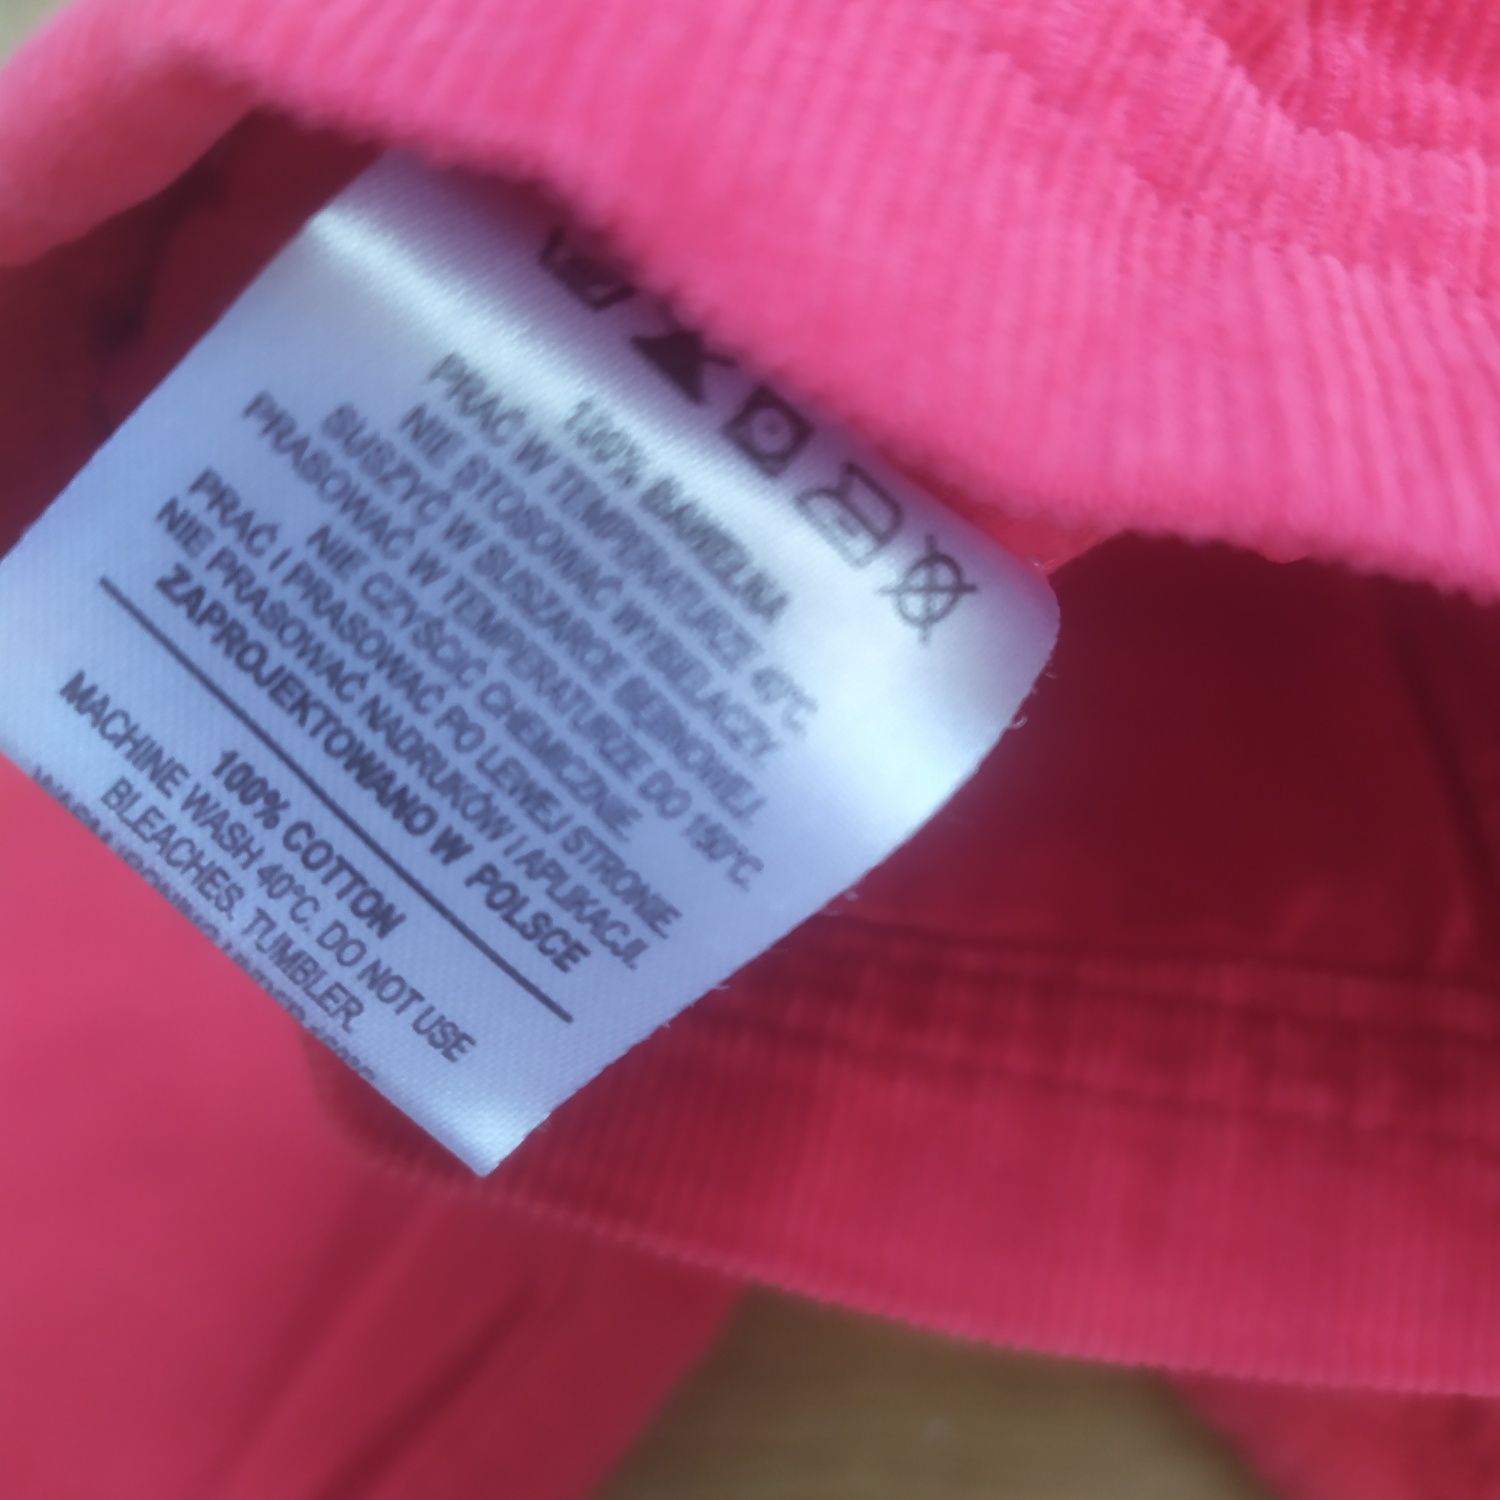 100% BAWEŁNA
PRAĆ W TEMPERATURZE 40°C.
NIE STOSOWAĆ WYBIELACZY
SUSZYĆ W SUSZARCE BĘBNOWEJ.
PRASOWAĆ W TEMPERATURZE DO 150°C.
NIE CZYŚCIĆ CHEMICZNIE.
PRAĆ I PRASOWAĆ PO LEWEJ STRONIE.
NIE PRASOWAĆ NADRUKÓW I APLIKACJI.
ZAPROJEKTOWANO W POLSCE
100% COTTON
MACHINE WASH 40°C. DO NOT USE
BLEACHES. TUMBLER.